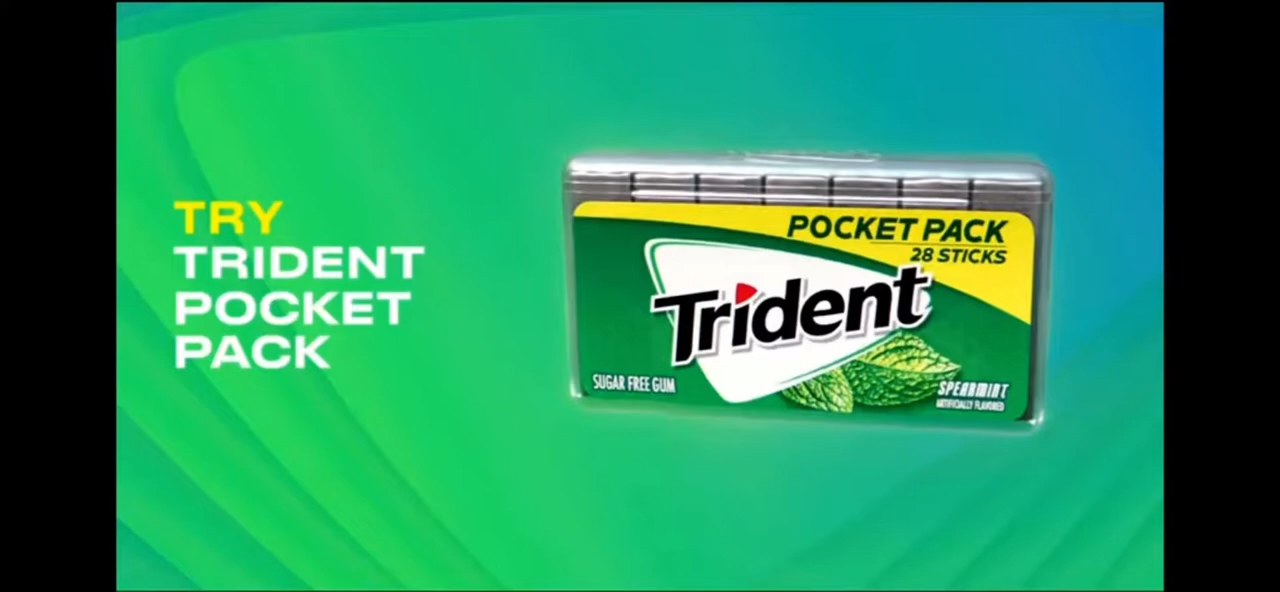 TRY
TRIDENT
POCKET
PACK
POCKET PACK
28 STICKS
Trident
SUGAR FREE GUM
SPEARMINT
ARTIFICIALLY FLAVORED